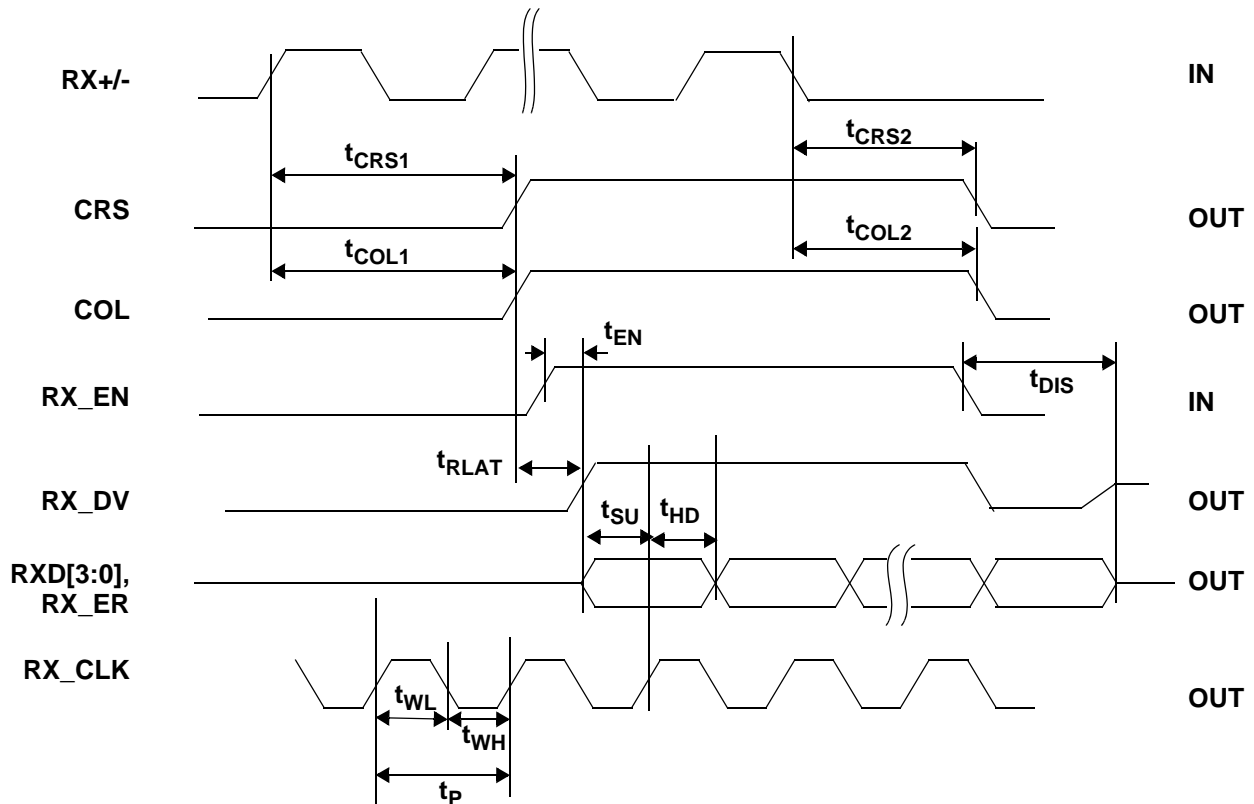 RX+/- IN
tCRS2
tCRS1
CRS OUT
tCOL2
tCOL1
COL OUT
tEN
tDIS
RX_EN IN
tRLAT
RX_DV OUT
tSU tHD
RXD[3:0], OUT
RX_ER
RX_CLK OUT
tWL
tWH
tP